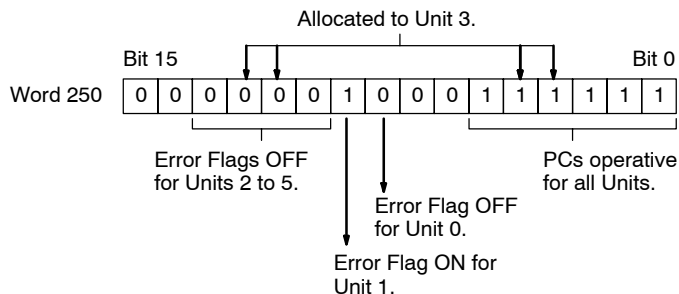 Allocated to Unit 3.
Bit 15 Bit 0
Word 250 0 0 0 0 0 0 1 0 0 0 1 1 1 1 1 1
Error Flags OFF
for Units 2 to 5.
PCs operative
for all Units.
Error Flag OFF
for Unit 0.
Error Flag ON for
Unit 1.